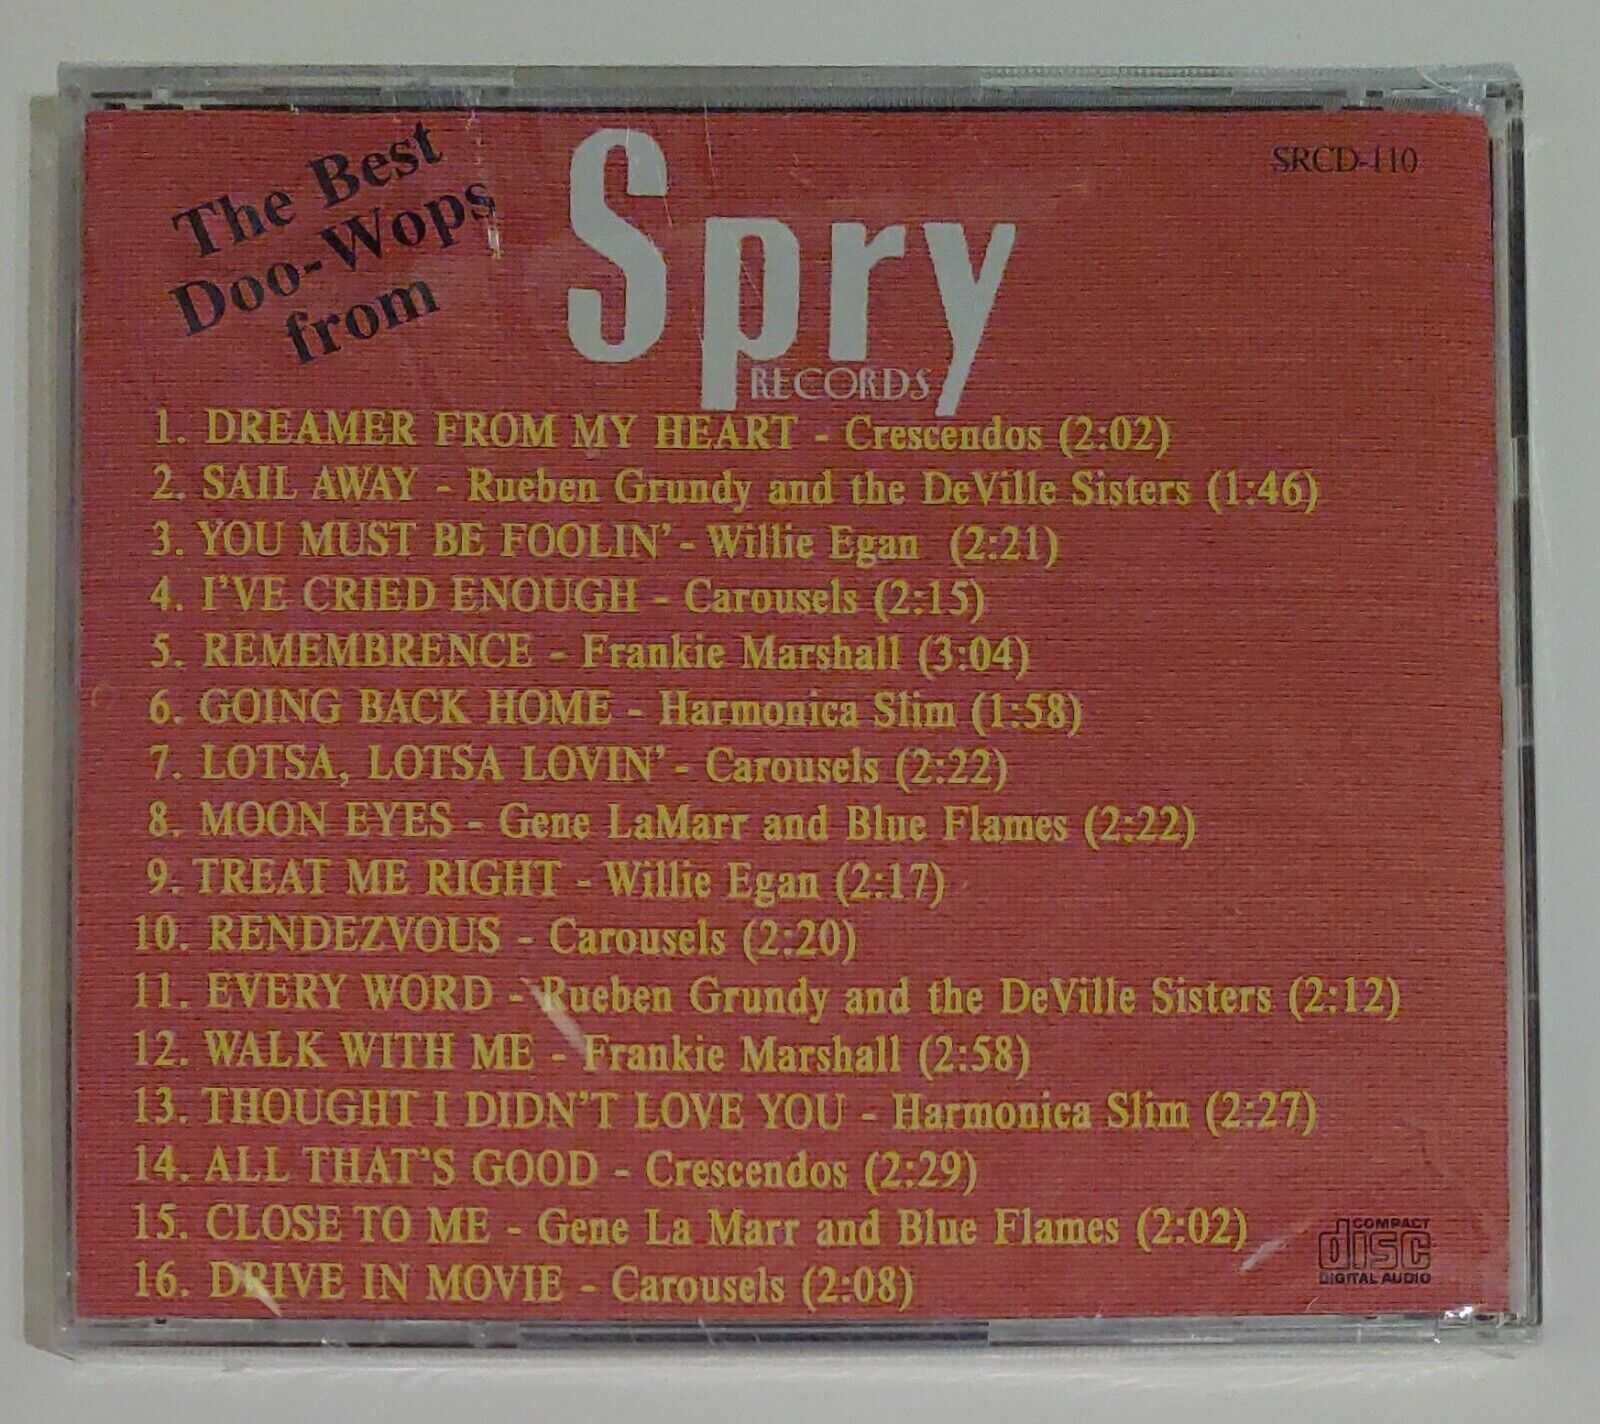 The Best
Doo-Wops
from
Spry
RECORDS
SRCD-110
1. DREAMER FROM MY HEART - Crescendos (2:02)
2. SAIL AWAY - Rueben Grundy and the DeVille Sisters (1:46)
3. YOU MUST BE FOOLIN' - Willie Egan (2:21)
4. I'VE CRIED ENOUGH - Carousels (2:15)
5. REMEMBRENCE - Frankie Marshall (3:04)
6. GOING BACK HOME - Harmonica Slim (1:58)
7. LOTSA, LOTSA LOVIN' - Carousels (2:22)
8. MOON EYES - Gene LaMarr and Blue Flames (2:22)
9. TREAT ME RIGHT - Willie Egan (2:17)
10. RENDEZVOUS - Carousels (2:20)
11. EVERY WORD - Rueben Grundy and the DeVille Sisters (2:12)
12. WALK WITH ME - Frankie Marshall (2:58)
13. THOUGHT I DIDN'T LOVE YOU - Harmonica Slim (2:27)
14. ALL THAT'S GOOD - Crescendos (2:29)
15. CLOSE TO ME - Gene La Marr and Blue Flames (2:02)
16. DRIVE IN MOVIE - Carousels (2:08)
COMPACT
disc
DIGITAL AUDIO